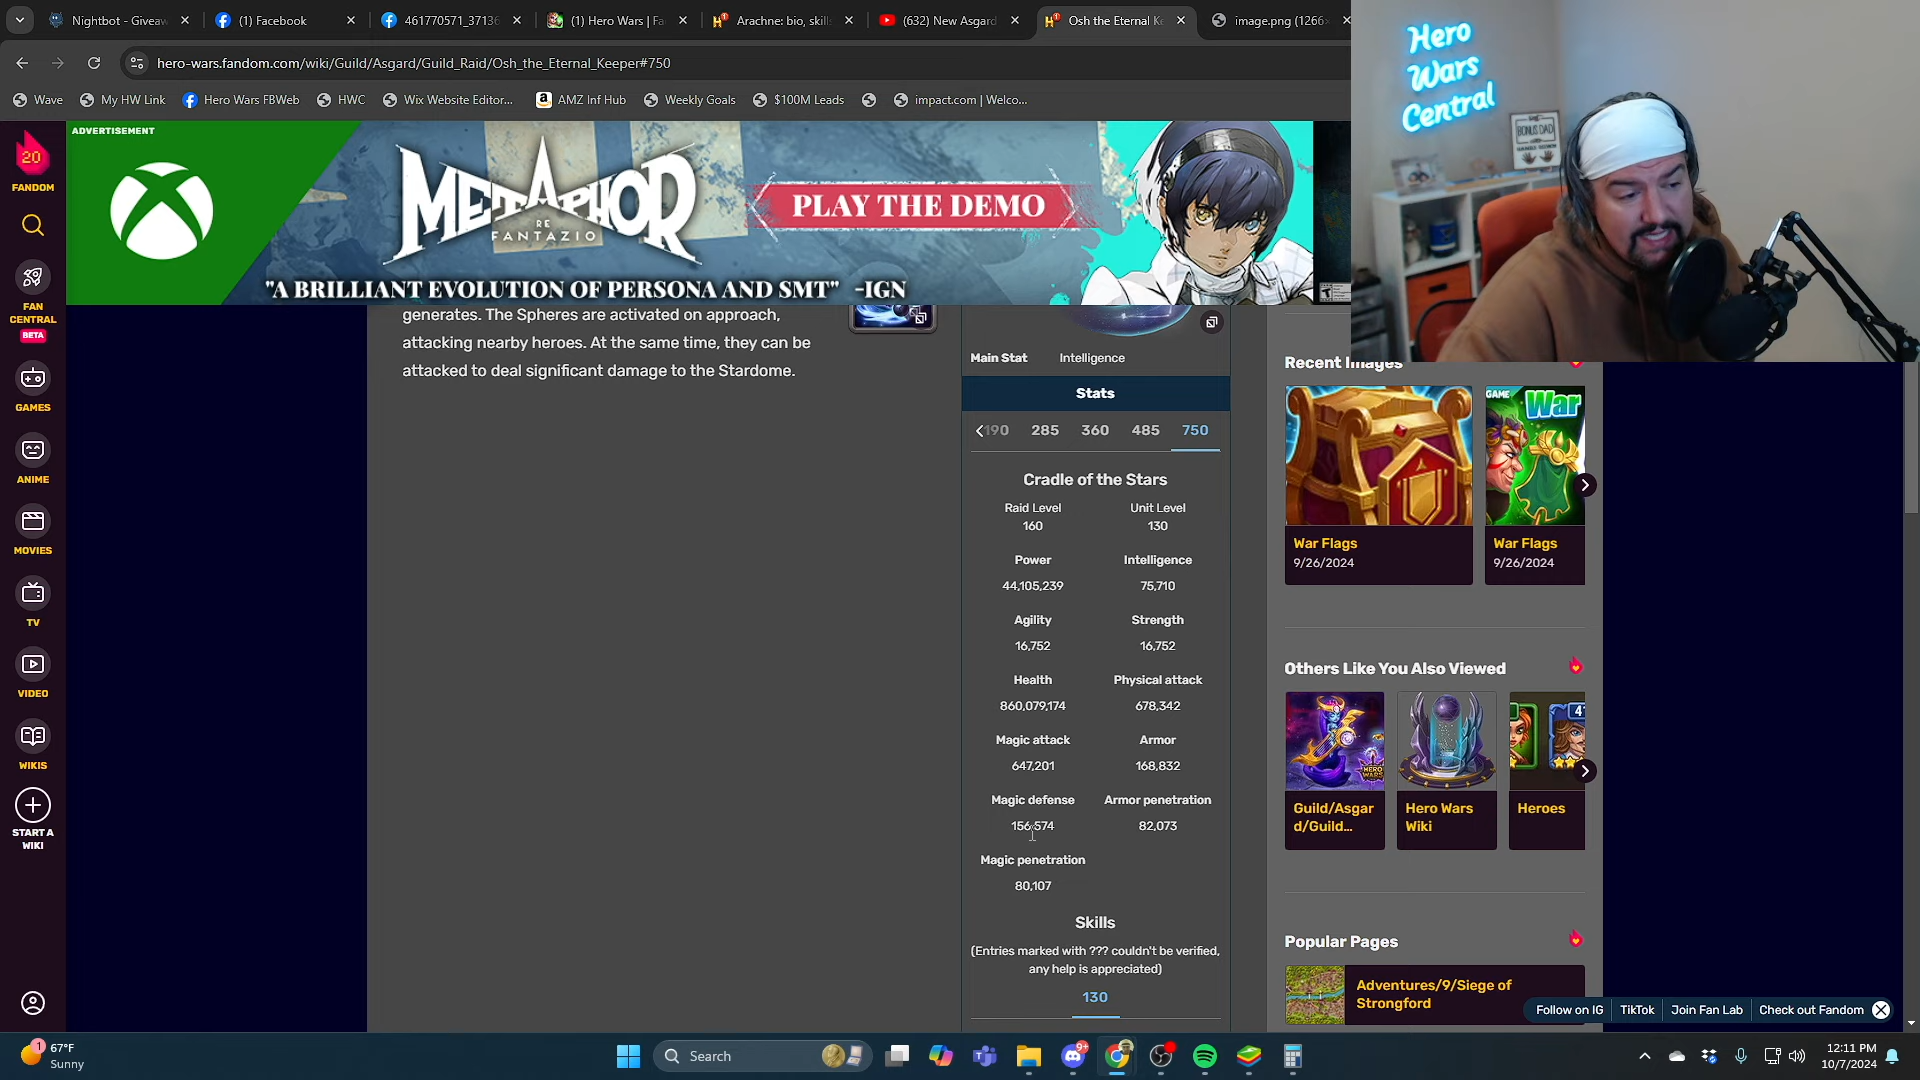 Nightbot - Giveaw
(1) Facebook
461770571_37136
(1) Hero Wars | Fa
Arachne: bio, skill
(632) New Asgard
Osh the Eternal Ke
image.png (1266×
hero-wars.fandom.com/wiki/Guild/Asgard/Guild_Raid/Osh_the_Eternal_Keeper#750
Wave
My HW Link
Hero Wars FBWeb
HWC
Wix Website Editor...
AMZ Inf Hub
Weekly Goals
$100M Leads
impact.com | Welco...
Hero
Wars
Central
BONUS DAD
20
FANDOM
FAN
CENTRAL
BETA
GAMES
ANIME
MOVIES
TV
VIDEO
WIKIS
START A
WIKI
ADVERTISEMENT
METAPHOR
RE
FANTAZIO
PLAY THE DEMO
"A BRILLIANT EVOLUTION OF PERSONA AND SMT" -IGN
generates. The Spheres are activated on approach,
attacking nearby heroes. At the same time, they can be
attacked to deal significant damage to the Stardome.
Main Stat Intelligence
Stats
190 285 360 485 750
Cradle of the Stars
Raid Level Unit Level
160 130
Power Intelligence
44,105,239 75,710
Agility Strength
16,752 16,752
Health Physical attack
860,079,174 678,342
Magic attack Armor
647,201 168,832
Magic defense Armor penetration
156,574 82,073
Magic penetration
80,107
Skills
(Entries marked with ??? couldn't be verified,
any help is appreciated)
130
Recent Images
GAME
War
War Flags
9/26/2024
War Flags
9/26/2024
Others Like You Also Viewed
HERO
WARS
4
Guild/Asgar
d/Guild...
Hero Wars
Wiki
Heroes
Popular Pages
Adventures/9/Siege of
Strongford
Follow on IG
TikTok
Join Fan Lab
Check out Fandom
1
67°F
Sunny
Search
9+
12:11 PM
10/7/2024